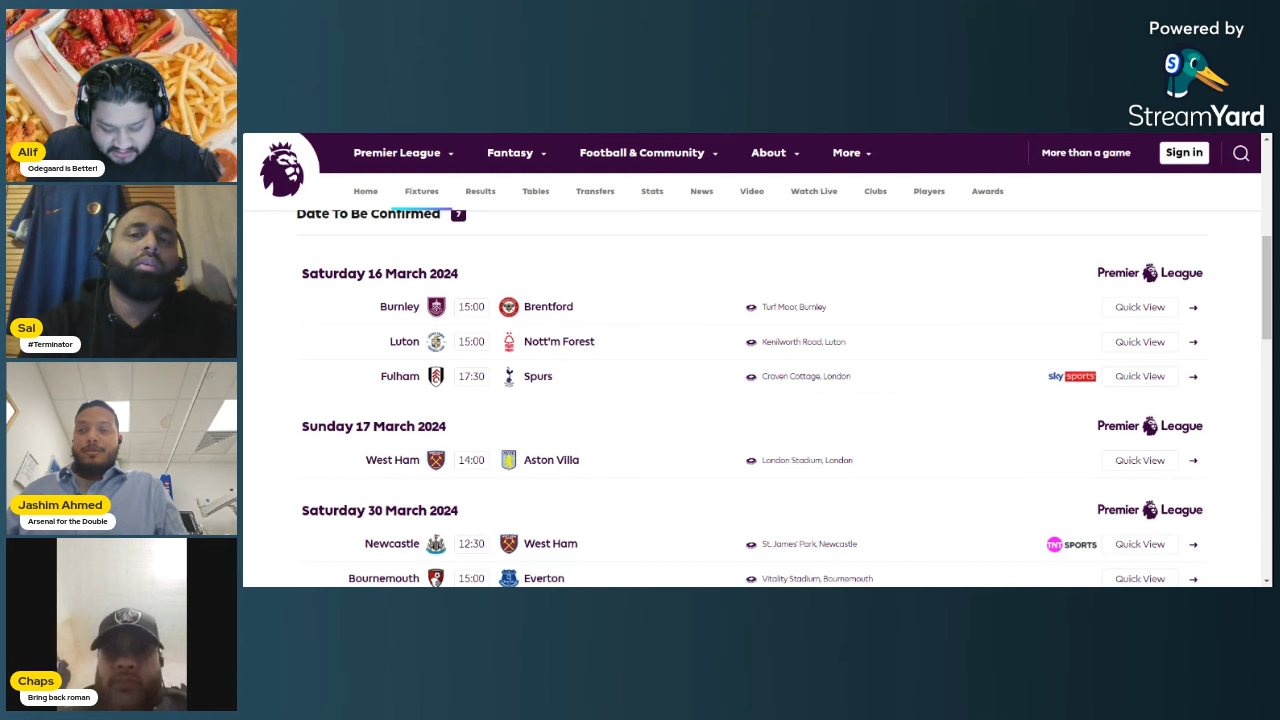 Powered by
StreamYard
Alif
Odegaard is Better!
Sal
#Terminator
Jashim Ahmed
Arsenal for the Double
Chaps
Bring back roman
Premier League Fantasy Football & Community About More More than a game Sign in
Home Fixtures Results Tables Transfers Stats News Video Watch Live Clubs Players Awards
Date To Be Confirmed 7
Saturday 16 March 2024 Premier League
Burnley 15:00 Brentford Turf Moor, Burnley Quick View
Luton 15:00 Nott'm Forest Kenilworth Road, Luton Quick View
Fulham 17:30 Spurs Craven Cottage, London sky sports Quick View
Sunday 17 March 2024 Premier League
West Ham 14:00 Aston Villa London Stadium, London Quick View
Saturday 30 March 2024 Premier League
Newcastle 12:30 West Ham St. James' Park, Newcastle TNT SPORTS Quick View
Bournemouth 15:00 Everton Vitality Stadium, Bournemouth Quick View